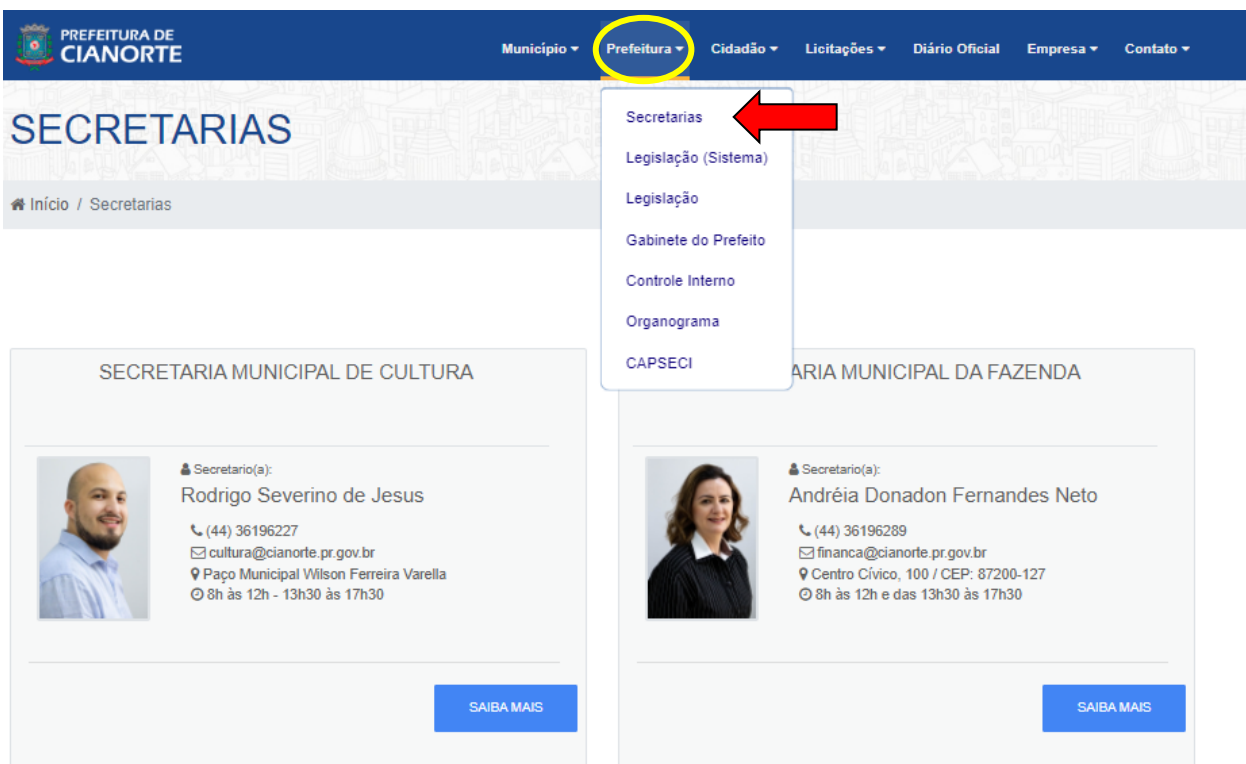 PREFEITURA DE
CIANORTE
Município
Prefeitura
Cidadão
Licitações
Diário Oficial
Empresa
Contato
SECRETARIAS
Início / Secretarias
Secretarias
Legislação (Sistema)
Legislação
Gabinete do Prefeito
Controle Interno
Organograma
CAPSECI
SECRETARIA MUNICIPAL DE CULTURA
Secretario(a):
Rodrigo Severino de Jesus
(44) 36196227
cultura@cianorte.pr.gov.br
Paço Municipal Wilson Ferreira Varella
8h às 12h - 13h30 às 17h30
SAIBA MAIS
ARIA MUNICIPAL DA FAZENDA
Secretario(a):
Andréia Donadon Fernandes Neto
(44) 36196289
financa@cianorte.pr.gov.br
Centro Cívico, 100 / CEP: 87200-127
8h às 12h e das 13h30 às 17h30
SAIBA MAIS